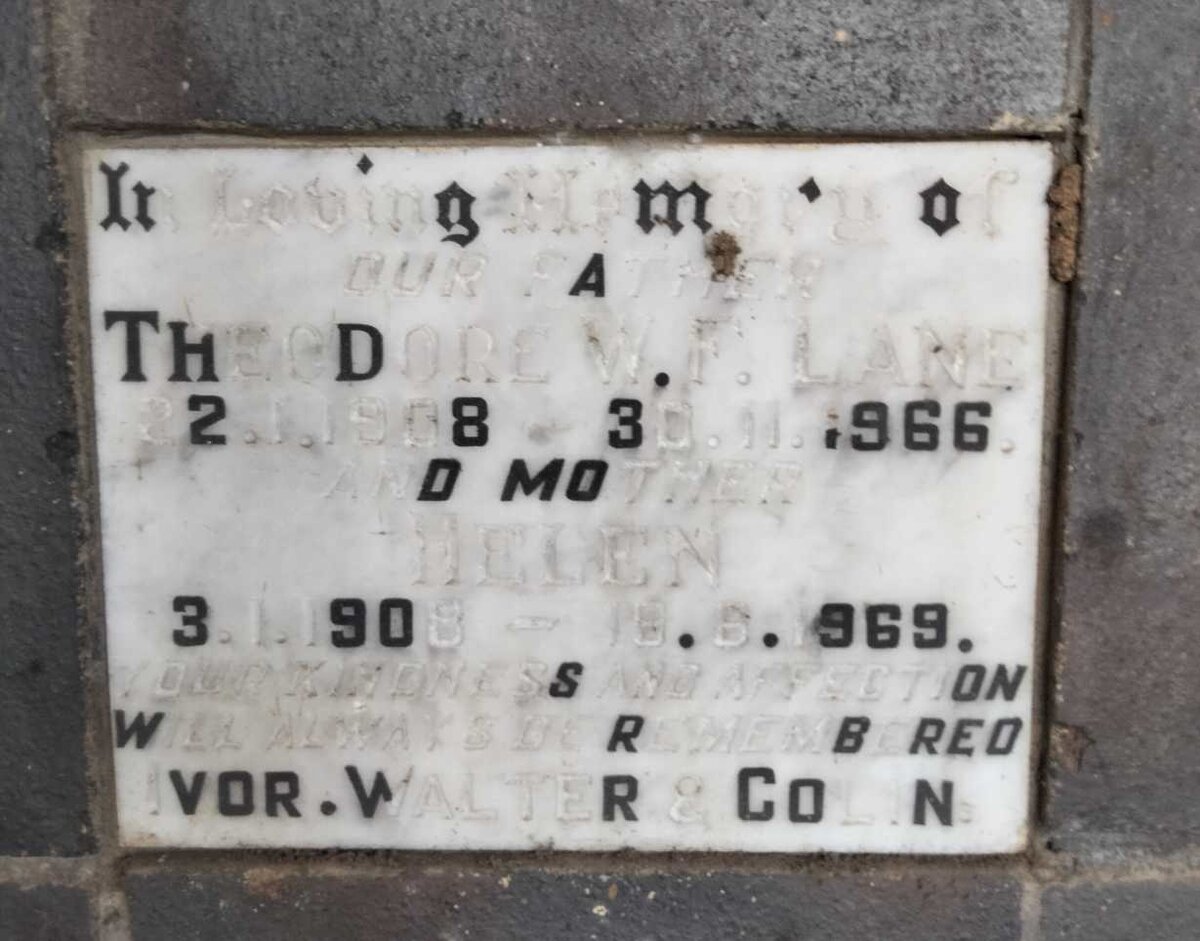 In Loving Memory of
OUR FATHER
THEODORE W. F. LANE
22.1.1908 – 30.11.1966.
AND MOTHER
HELEN
3.1.1908 – 19.6.1969.
YOUR KINDNESS AND AFFECTION
WILL ALWAYS BE REMEMBERED
IVOR. WALTER & COLIN.